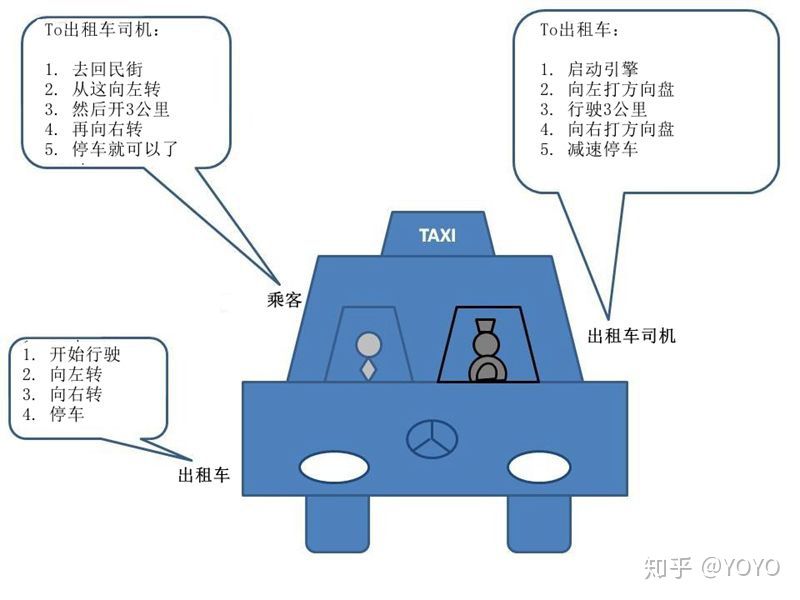 To出租车司机:
1. 去回民街
2. 从这向左转
3. 然后开3公里
4. 再向右转
5. 停车就可以了
To出租车:
1. 启动引擎
2. 向左打方向盘
3. 行驶3公里
4. 向右打方向盘
5. 减速停车
TAXI
乘客
出租车司机
1. 开始行驶
2. 向左转
3. 向右转
4. 停车
出租车
知乎 @YOYO